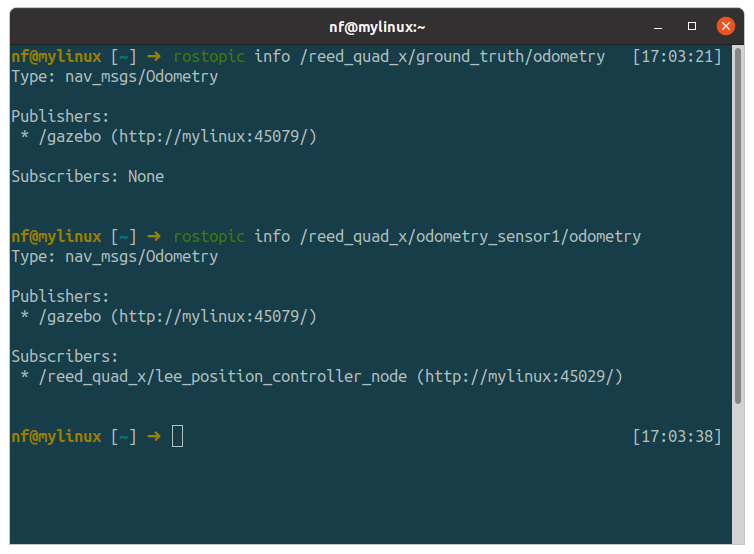 nf@mylinux:~
nf@mylinux [~] ➜ rostopic info /reed_quad_x/ground_truth/odometry [17:03:21]
Type: nav_msgs/Odometry
Publishers:
* /gazebo (http://mylinux:45079/)
Subscribers: None
nf@mylinux [~] ➜ rostopic info /reed_quad_x/odometry_sensor1/odometry
Type: nav_msgs/Odometry
Publishers:
* /gazebo (http://mylinux:45079/)
Subscribers:
* /reed_quad_x/lee_position_controller_node (http://mylinux:45029/)
nf@mylinux [~] ➜ [17:03:38]